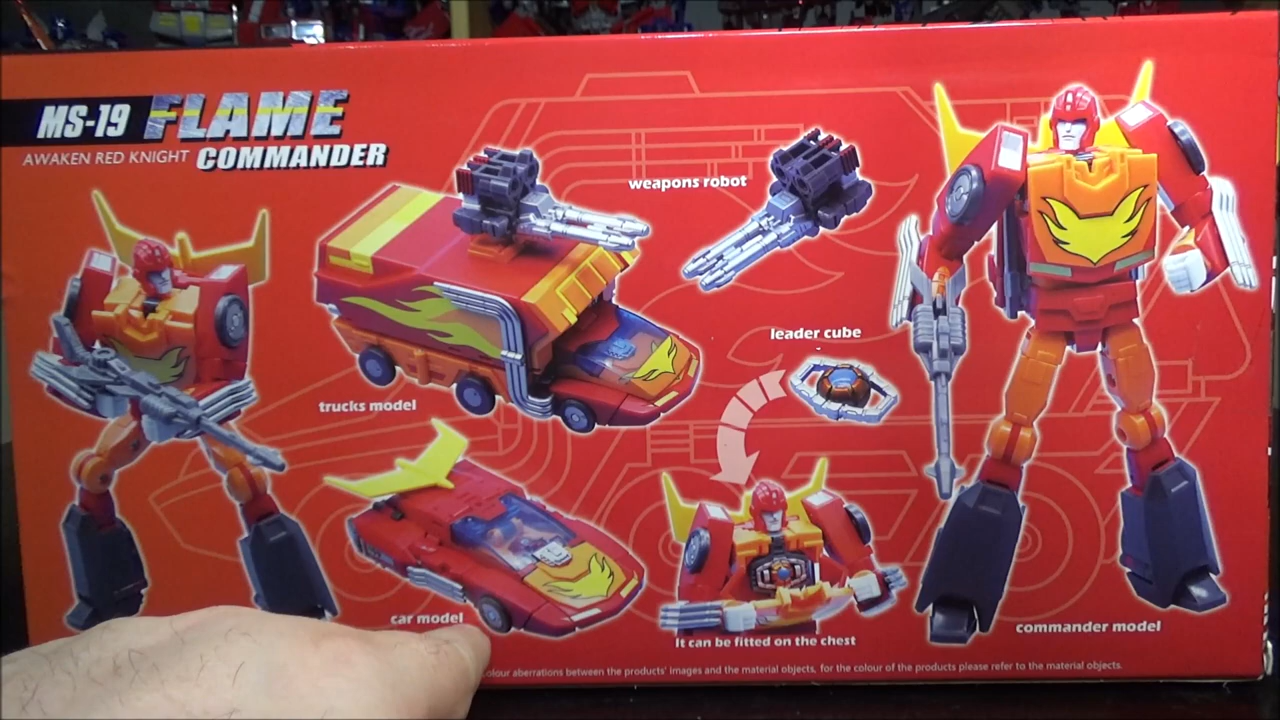 MS-19 FLAME
AWAKEN RED KNIGHT COMMANDER
weapons robot
leader cube
trucks model
car model
It can be fitted on the chest
commander model
olour aberrations between the products' images and the material objects, for the colour of the products please refer to the material objects.